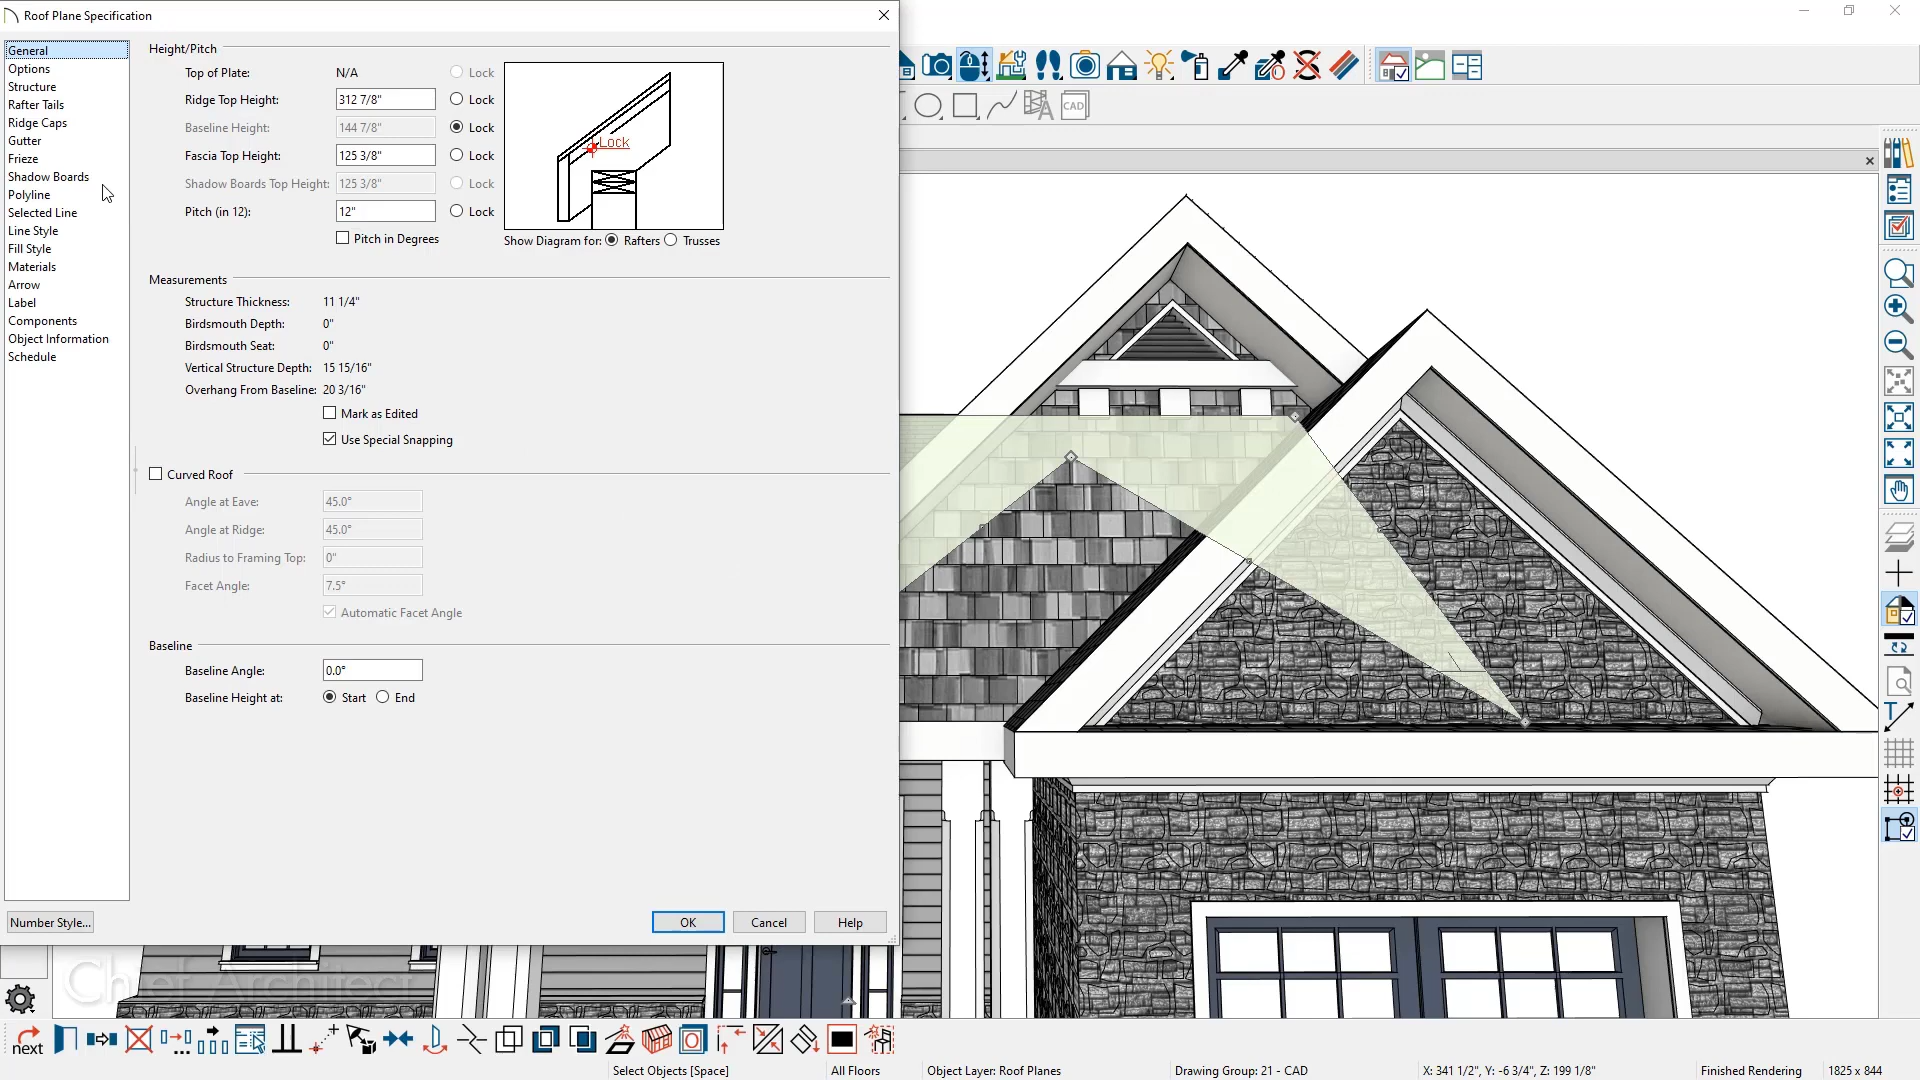 Roof Plane Specification
General
Options
Structure
Rafter Tails
Ridge Caps
Gutter
Frieze
Shadow Boards
Polyline
Selected Line
Line Style
Fill Style
Materials
Arrow
Label
Components
Object Information
Schedule
Height/Pitch
Top of Plate: N/A Lock
Ridge Top Height: 312 7/8" Lock
Baseline Height: 144 7/8" Lock
Fascia Top Height: 125 3/8" Lock
Shadow Boards Top Height: 125 3/8" Lock
Pitch (in 12): 12" Lock
Pitch in Degrees
Lock
Show Diagram for: Rafters Trusses
Measurements
Structure Thickness: 11 1/4"
Birdsmouth Depth: 0"
Birdsmouth Seat: 0"
Vertical Structure Depth: 15 15/16"
Overhang From Baseline: 20 3/16"
Mark as Edited
Use Special Snapping
Curved Roof
Angle at Eave: 45.0°
Angle at Ridge: 45.0°
Radius to Framing Top: 0"
Facet Angle: 7.5°
Automatic Facet Angle
Baseline
Baseline Angle: 0.0°
Baseline Height at: Start End
Number Style... OK Cancel Help
CAD
Chief Architect
next
Select Objects [Space] All Floors Object Layer: Roof Planes Drawing Group: 21 - CAD X: 341 1/2", Y: -6 3/4", Z: 199 1/8" Finished Rendering 1825 x 844